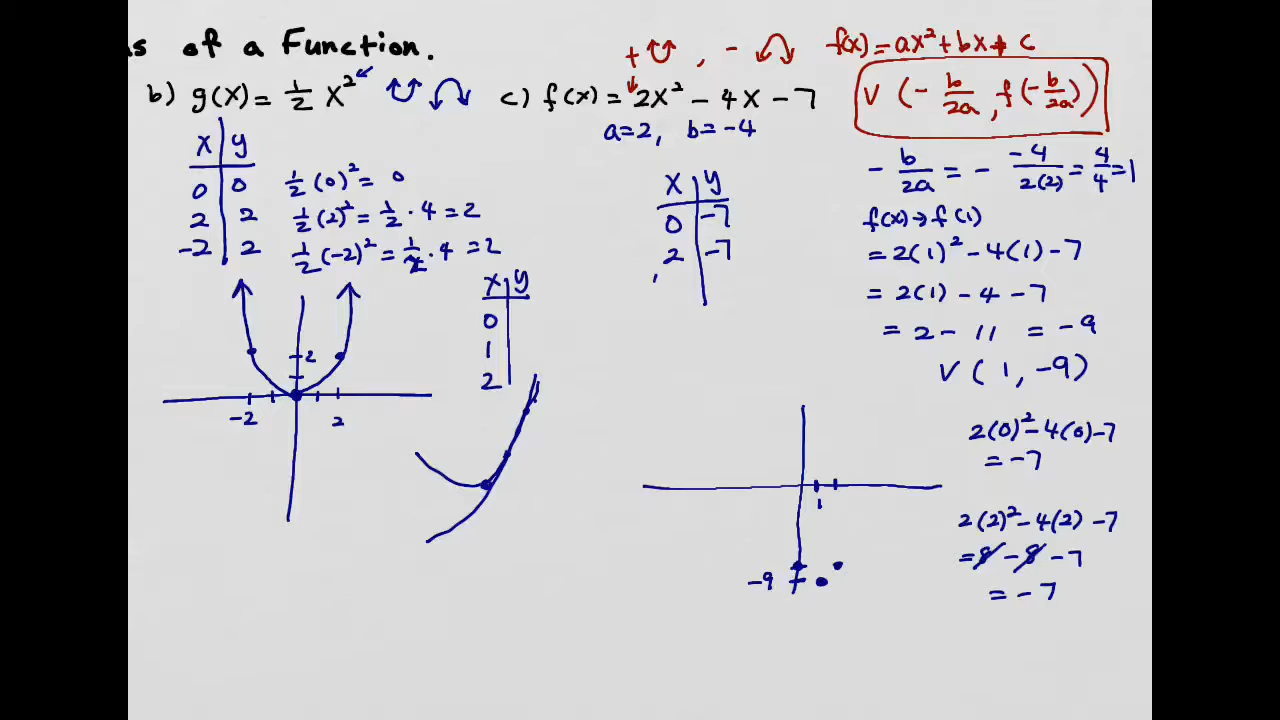 s of a Function.
b) g(x) = 1/2 x²
x | y
0 | 0
2 | 2
-2 | 2
1/2 (0)² = 0
1/2 (2)² = 1/2 · 4 = 2
1/2 (-2)² = 1/2 · 4 = 2
2
-2 2
x | y
0
1
2
+ , -
c) f(x) = 2x² - 4x - 7
a=2, b=-4
x | y
0 | -7
2 | -7
f(x) = ax² + bx + c
V (- b/2a, f(- b/2a))
- b/2a = - -4/2(2) = 4/4 = 1
f(x) → f(1)
= 2(1)² - 4(1) - 7
= 2(1) - 4 - 7
= 2 - 11 = -9
V (1, -9)
2(0)² - 4(0) - 7
= -7
2(2)² - 4(2) - 7
= 8 - 8 - 7
= -7
1
-9